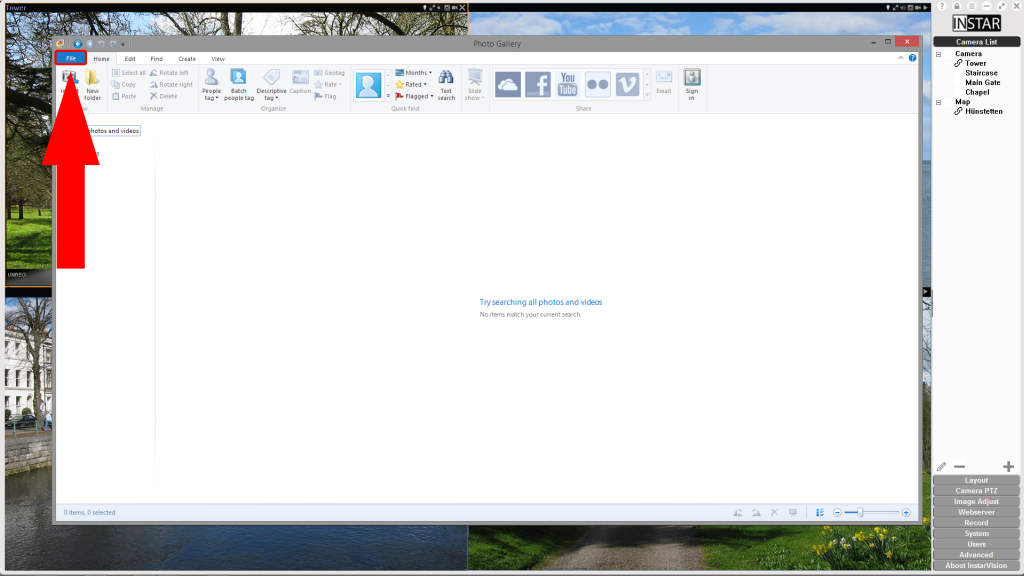 Tower
Photo Gallery
File
Home
Edit
Find
Create
View
New
folder
Select all
Copy
Paste
Rotate left
Rotate right
Delete
Manage
People
tag
Batch
people tag
Descriptive
tag
Caption
Geotag
Rate
Flag
Organize
Months
Rated
Flagged
Text
search
Quick find
Slide
show
You
Tube
Share
Email
Sign
in
photos and videos
Try searching all photos and videos
No items match your current search.
0 items, 0 selected
UNREG
INSTAR
Camera List
Camera
Tower
Staircase
Main Gate
Chapel
Map
Hünstetten
Layout
Camera PTZ
Image Adjust
Webserver
Record
System
Users
Advanced
About InstarVision